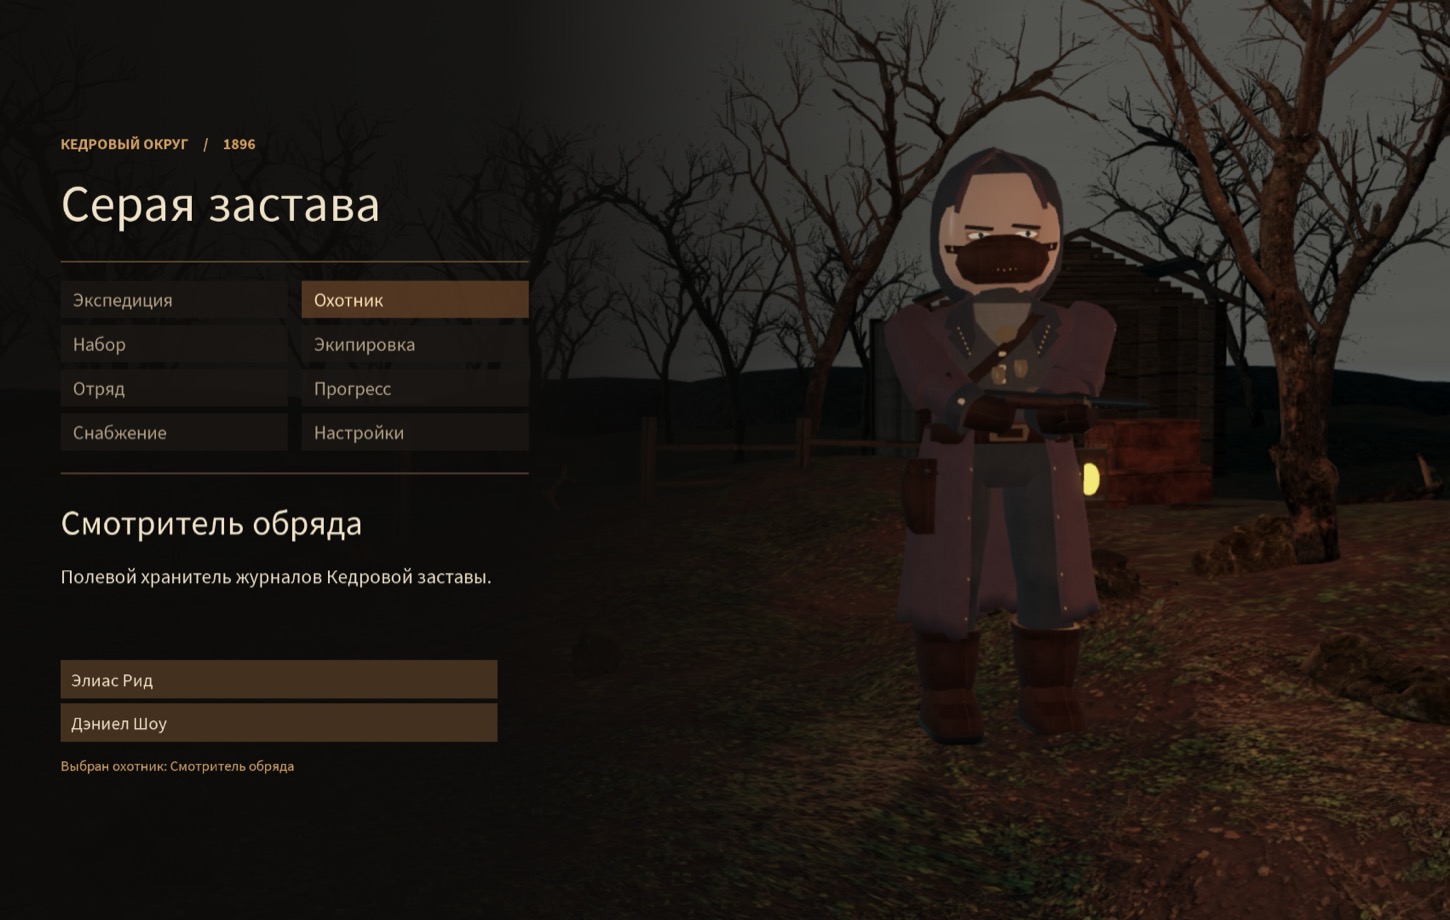 КЕДРОВЫЙ ОКРУГ / 1896
Серая застава
Экспедиция
Охотник
Набор
Экипировка
Отряд
Прогресс
Снабжение
Настройки
Смотритель обряда
Полевой хранитель журналов Кедровой заставы.
Элиас Рид
Дэниел Шоу
Выбран охотник: Смотритель обряда